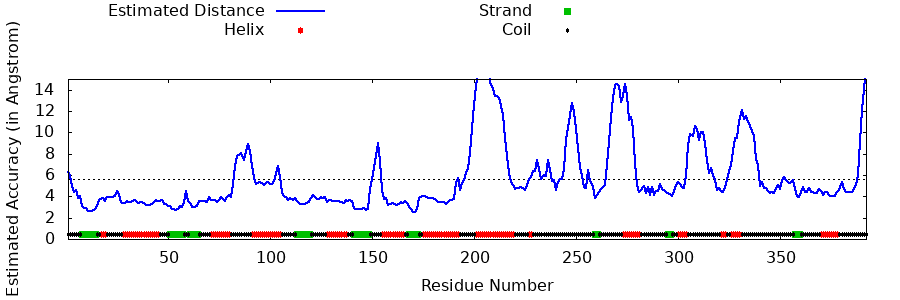 Estimated Distance
Strand
Helix
Coil
Estimated Accuracy (in Angstrom)
14
12
10
8
6
4
2
0
50 100 150 200 250 300 350
Residue Number